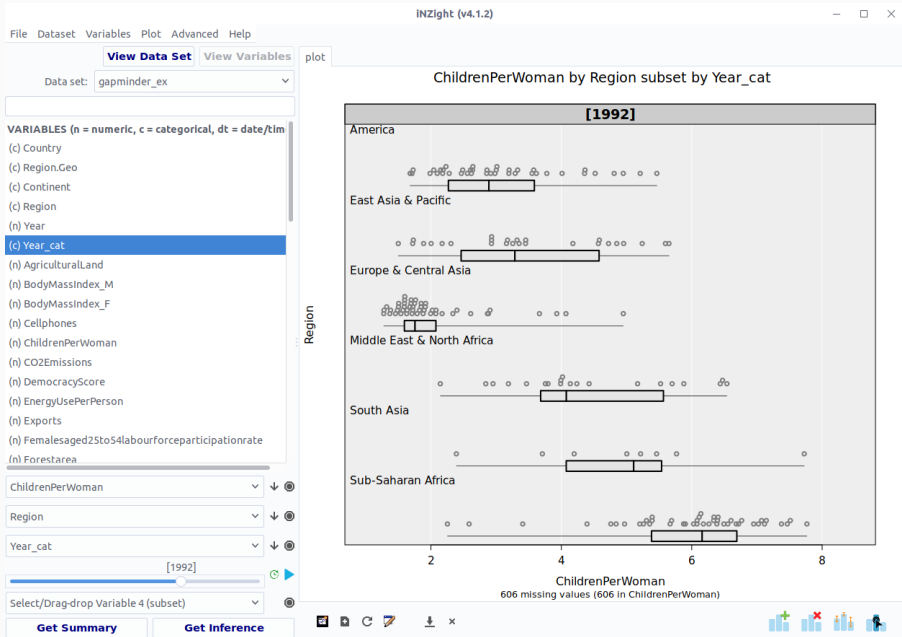 iNZight (v4.1.2)
File Dataset Variables Plot Advanced Help
View Data Set View Variables
Data set: gapminder_ex
VARIABLES (n = numeric, c = categorical, dt = date/tim
(c) Country
(c) Region.Geo
(c) Continent
(c) Region
(n) Year
(c) Year_cat
(n) AgriculturalLand
(n) BodyMassIndex_M
(n) BodyMassIndex_F
(n) Cellphones
(n) ChildrenPerWoman
(n) CO2Emissions
(n) DemocracyScore
(n) EnergyUsePerPerson
(n) Exports
(n) Femalesaged25to54labourforceparticipationrate
(n) Forestarea
ChildrenPerWoman
Region
Year_cat
[1992]
Select/Drag-drop Variable 4 (subset)
Get Summary Get Inference
plot
ChildrenPerWoman by Region subset by Year_cat
[1992]
America
East Asia & Pacific
Europe & Central Asia
Middle East & North Africa
South Asia
Sub-Saharan Africa
Region
2 4 6 8
ChildrenPerWoman
606 missing values (606 in ChildrenPerWoman)